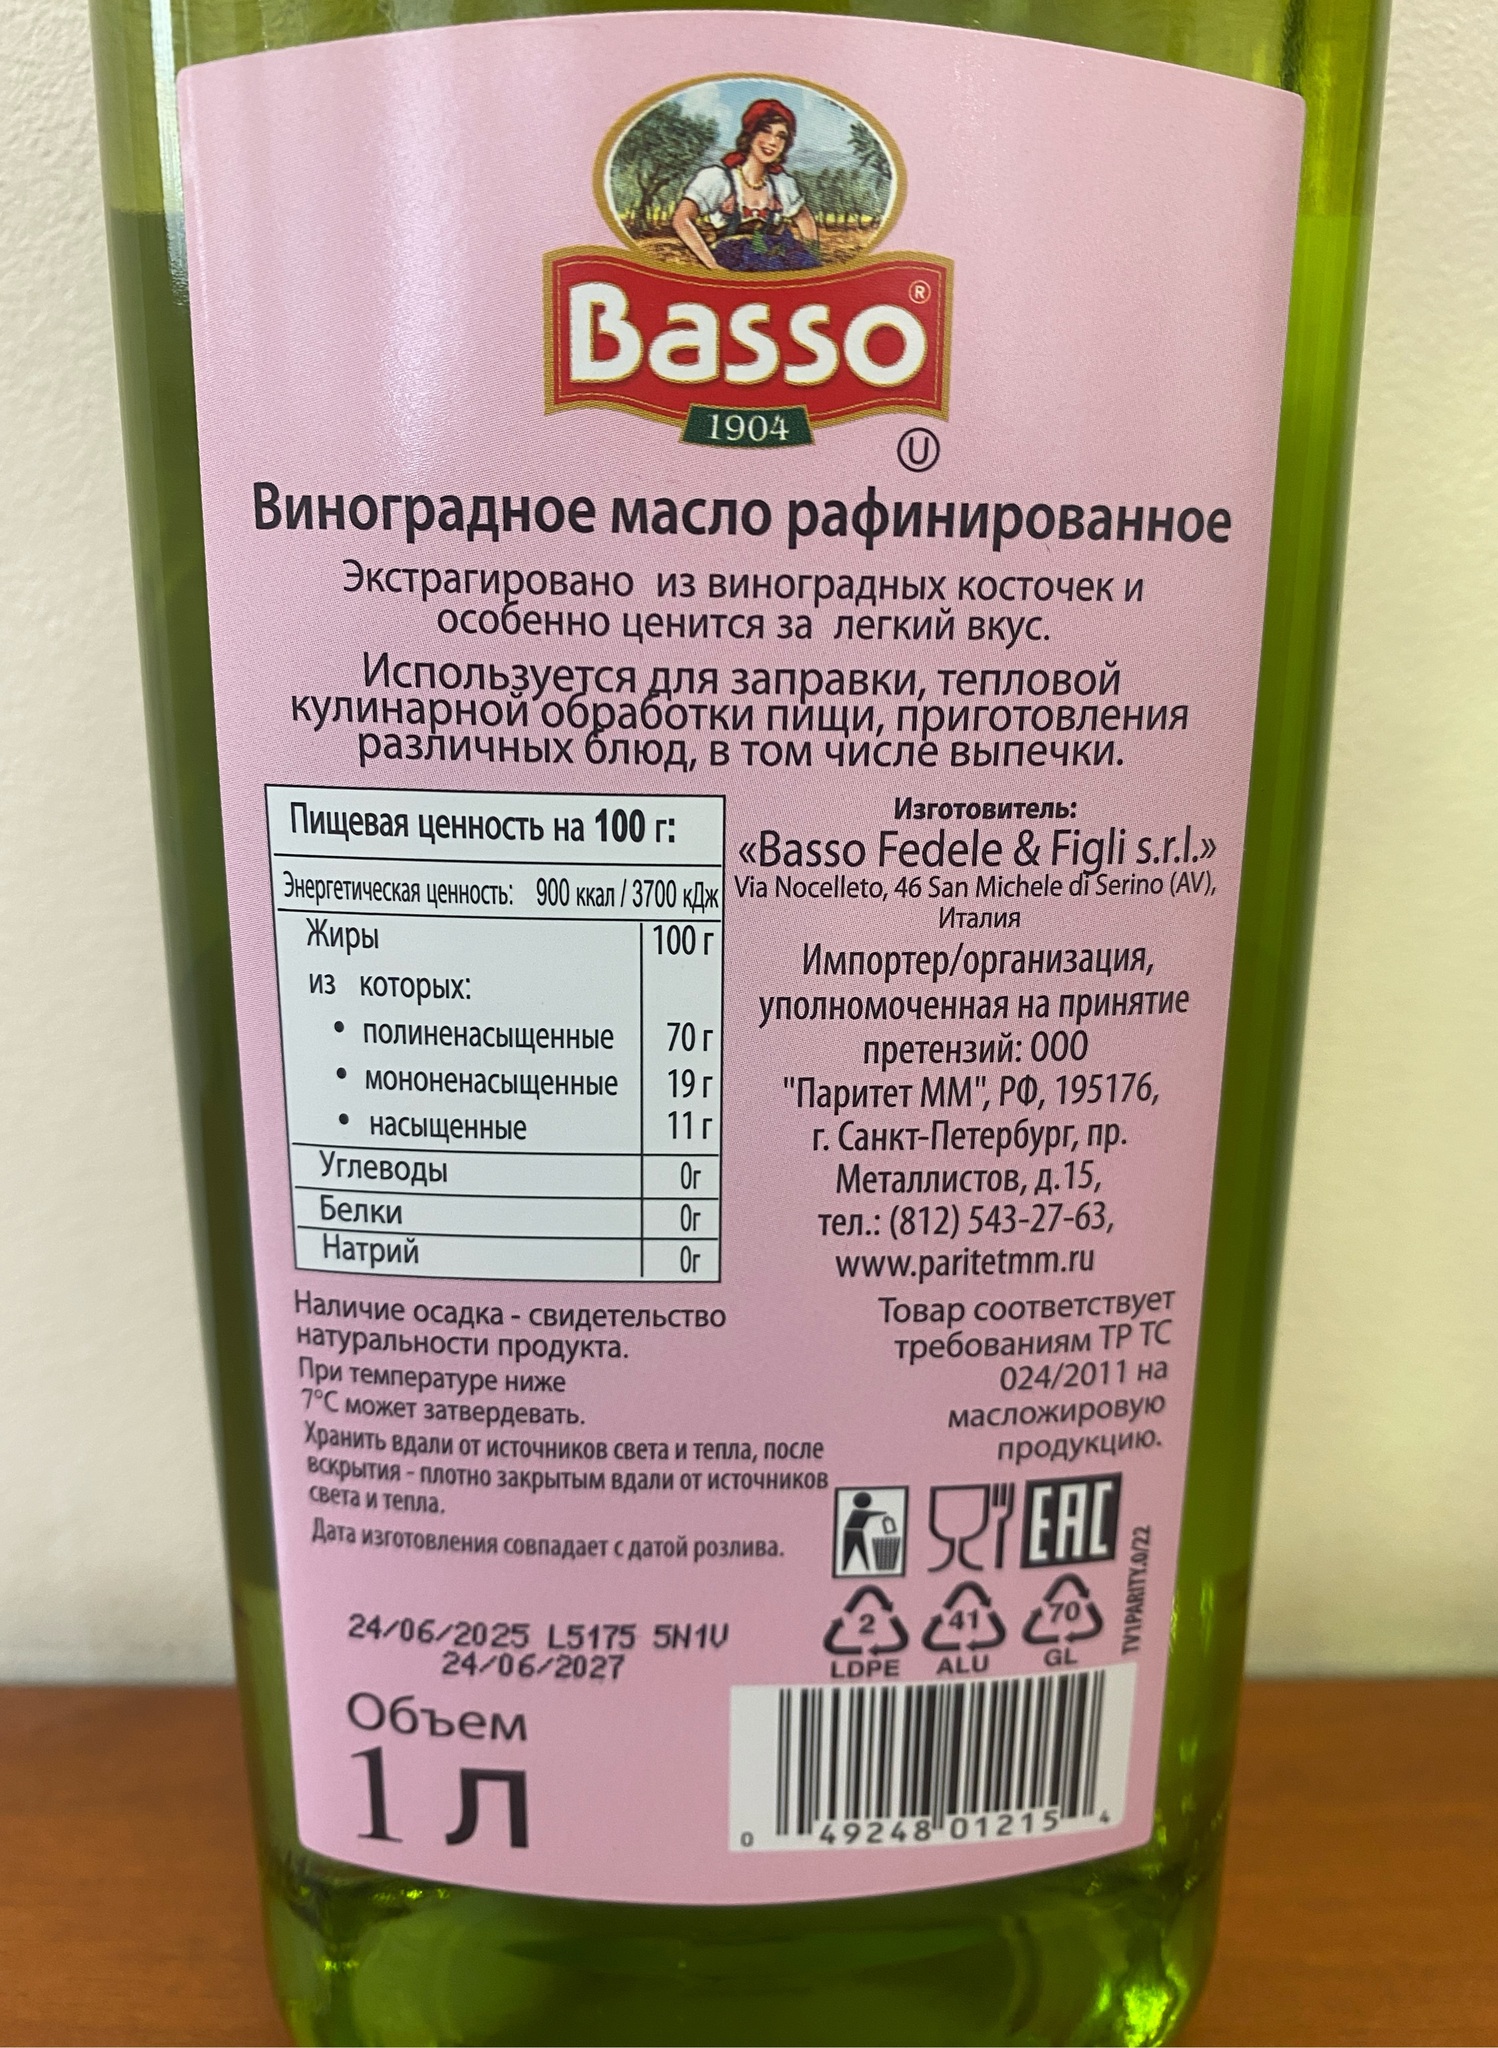 Basso®
1904
U
Виноградное масло рафинированное
Экстрагировано из виноградных косточек и
особенно ценится за легкий вкус.
Используется для заправки, тепловой
кулинарной обработки пищи, приготовления
различных блюд, в том числе выпечки.
Пищевая ценность на 100 г:
Энергетическая ценность: 900 ккал / 3700 кДж
Жиры 100 г
из которых:
• полиненасыщенные 70 г
• мононенасыщенные 19 г
• насыщенные 11 г
Углеводы 0г
Белки 0г
Натрий 0г
Изготовитель:
«Basso Fedele & Figli s.r.l.»
Via Nocelleto, 46 San Michele di Serino (AV),
Италия
Импортер/организация,
уполномоченная на принятие
претензий: ООО
"Паритет ММ", РФ, 195176,
г. Санкт-Петербург, пр.
Металлистов, д.15,
тел.: (812) 543-27-63,
www.paritetmm.ru
Наличие осадка - свидетельство
натуральности продукта.
При температуре ниже
7°С может затвердевать.
Хранить вдали от источников света и тепла, после
вскрытия - плотно закрытым вдали от источников
света и тепла.
Дата изготовления совпадает с датой розлива.
Товар соответствует
требованиям ТР ТС
024/2011 на
масложировую
продукцию.
EAC
2
LDPE
41
ALU
70
GL
TV1PARITY.0/22
24/06/2025 L5175 5N1U
24/06/2027
Объем
1 л
0 49248 01215 4